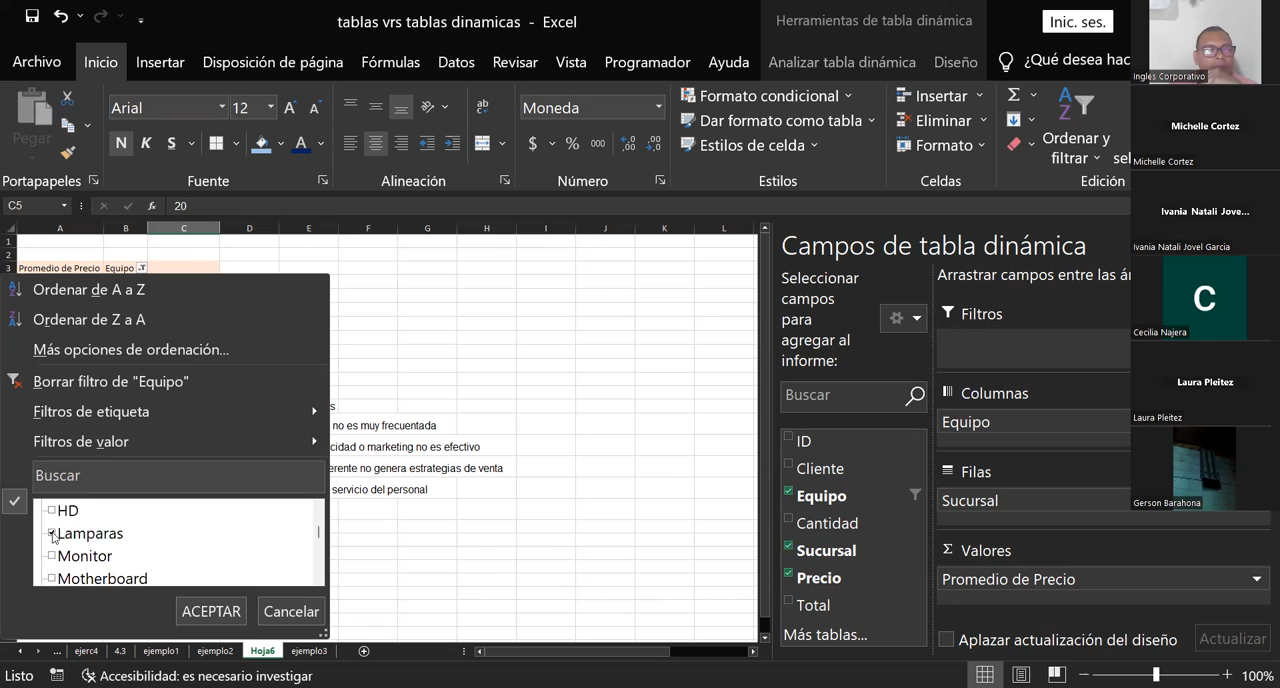 tablas vrs tablas dinamicas - Excel
Herramientas de tabla dinámica
Inic. ses.
Archivo Inicio Insertar Disposición de página Fórmulas Datos Revisar Vista Programador Ayuda Analizar tabla dinámica Diseño ¿Qué desea hac
Ingles Corporativo
Pegar
Arial 12
N K S
Moneda
$ % 000
Formato condicional
Dar formato como tabla
Estilos de celda
Insertar
Eliminar
Formato
Ordenar y
filtrar
sel
Portapapeles Fuente Alineación Número Estilos Celdas Edición
C5 fx 20
A B C D E F G H I J K L
1
2
3 Promedio de Precio Equipo
Ordenar de A a Z
Ordenar de Z a A
Más opciones de ordenación...
Borrar filtro de "Equipo"
Filtros de etiqueta
Filtros de valor
Buscar
HD
Lamparas
Monitor
Motherboard
ACEPTAR Cancelar
s
no es muy frecuentada
cidad o marketing no es efectivo
erente no genera estrategias de venta
servicio del personal
Campos de tabla dinámica
Seleccionar
campos
para
agregar al
informe:
Buscar
ID
Cliente
Equipo
Cantidad
Sucursal
Precio
Total
Más tablas...
Arrastrar campos entre las ár
Filtros
Columnas
Equipo
Filas
Sucursal
Σ Valores
Promedio de Precio
Aplazar actualización del diseño Actualizar
Michelle Cortez
Michelle Cortez
Ivania Natali Jove...
Ivania Natali Jovel Garcia
C
Cecilia Najera
Laura Pleitez
Laura Pleitez
Gerson Barahona
... ejerc4 4.3 ejemplo1 ejemplo2 Hoja6 ejemplo3
Listo Accesibilidad: es necesario investigar 100%